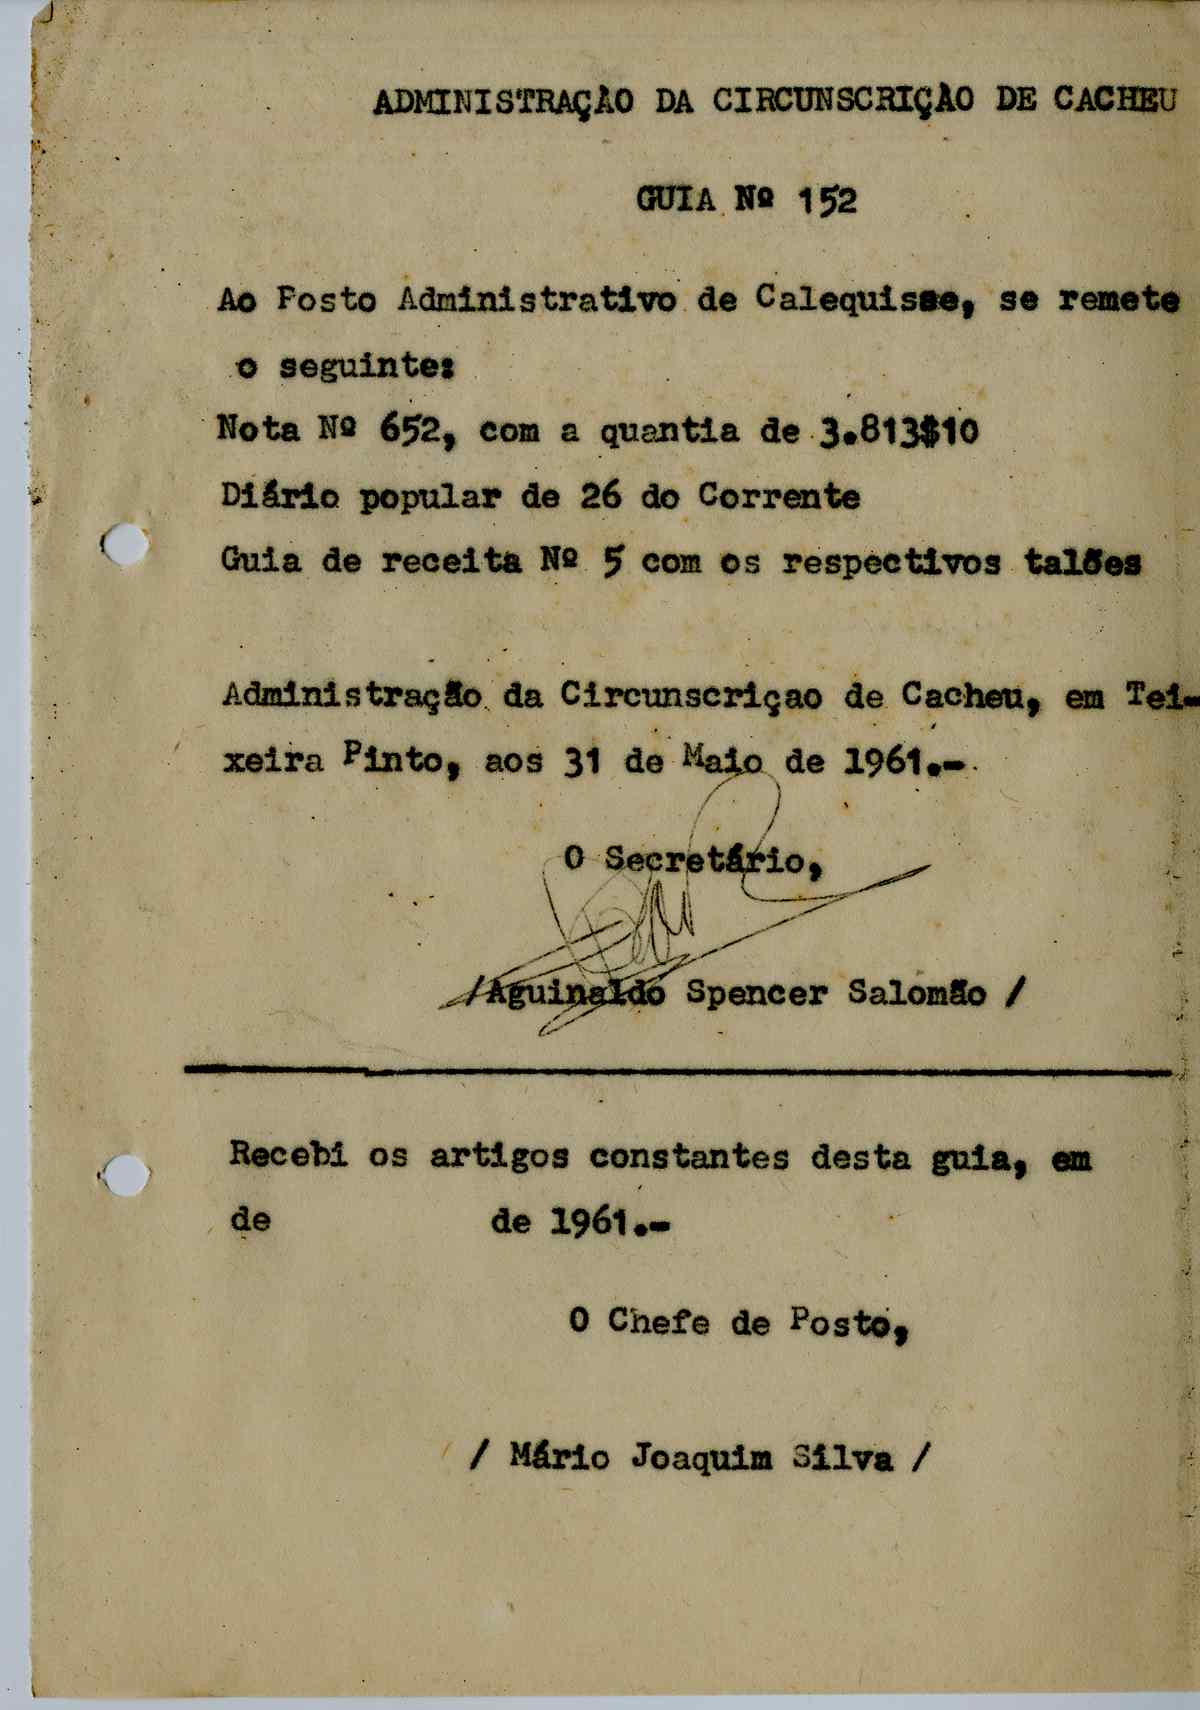 ADMINISTRAÇÃO DA CIRCUNSCRIÇÃO DE CACHEU
GUIA Nº 152
Ao Posto Administrativo de Calequisse, se remete
o seguinte:
Nota Nº 652, com a quantia de 3.813$10
Diário popular de 26 do Corrente
Guia de receita Nº 5 com os respectivos talões
Administração da Circunscriçao de Cacheu, em Tei-
xeira Pinto, aos 31 de Maio de 1961.-
O Secretário,
/Aguinaldo Spencer Salomão /
Recebi os artigos constantes desta guia, em
de de 1961.-
O Chefe de Posto,
/ Mário Joaquim Silva /